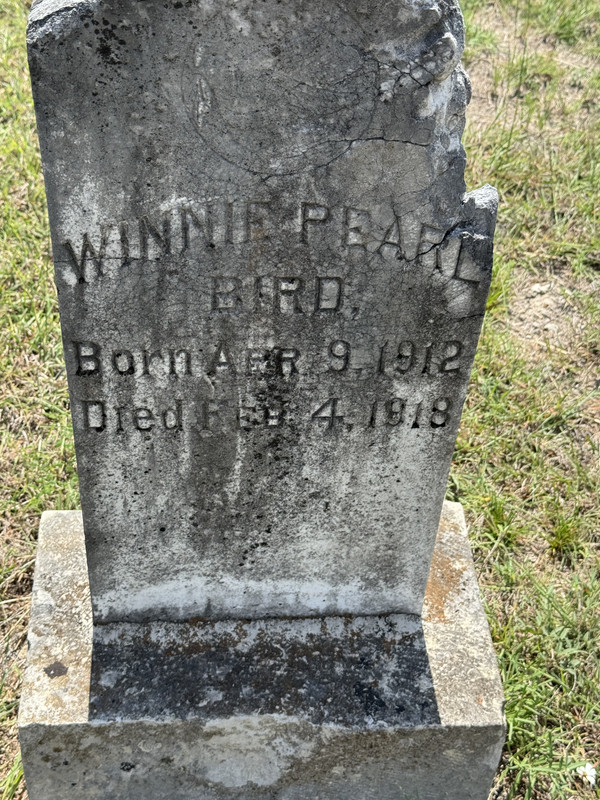 WINNIE PEARL
BIRD,
Born APR 9, 1912
Died FEB 4, 1918